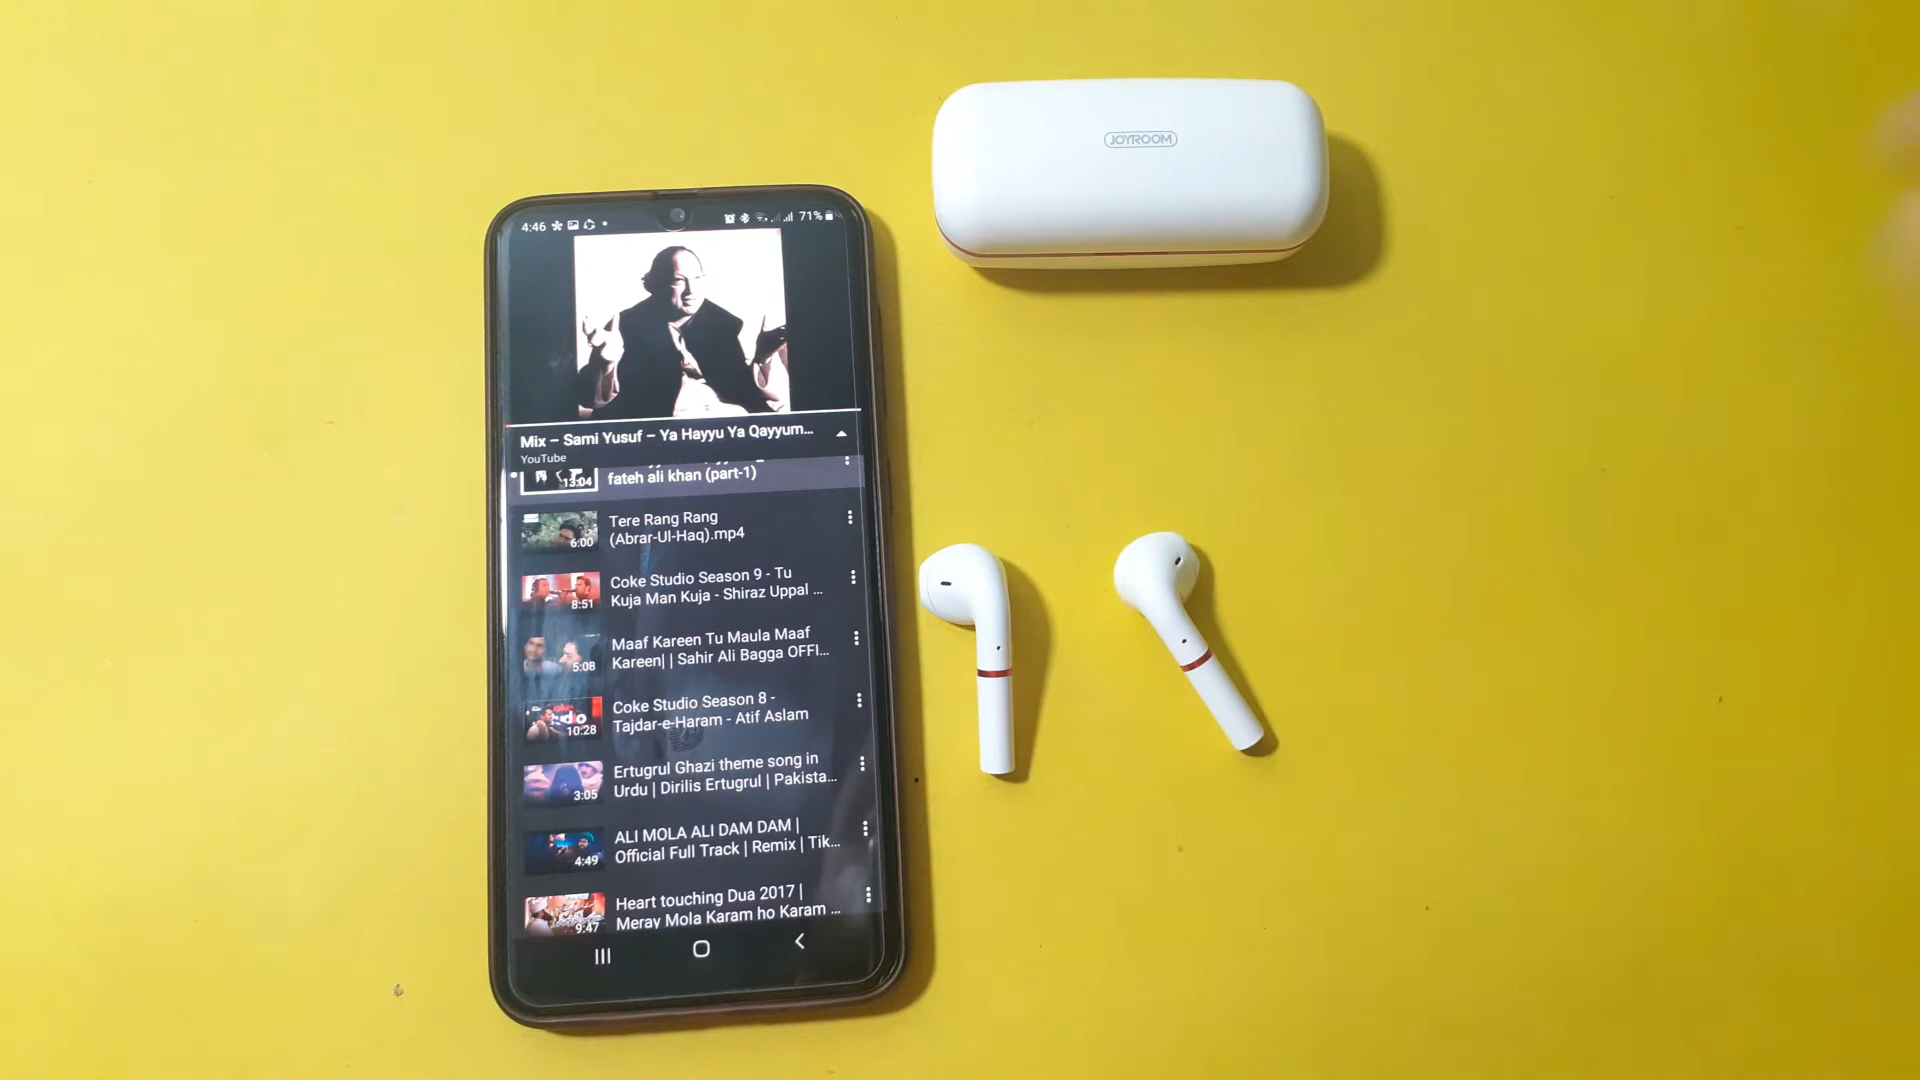 JOYROOM
4:46
71%
Mix – Sami Yusuf – Ya Hayyu Ya Qayyum...
YouTube
fateh ali khan (part-1)
13:04
Tere Rang Rang
(Abrar-Ul-Haq).mp4
6:00
Coke Studio Season 9 - Tu
Kuja Man Kuja - Shiraz Uppal ...
8:51
Maaf Kareen Tu Maula Maaf
Kareen| | Sahir Ali Bagga OFFI...
5:08
Coke Studio Season 8 -
Tajdar-e-Haram - Atif Aslam
10:28
Ertugrul Ghazi theme song in
Urdu | Dirilis Ertugrul | Pakista...
3:05
ALI MOLA ALI DAM DAM |
Official Full Track | Remix | Tik...
4:49
Heart touching Dua 2017 |
Meray Mola Karam ho Karam ...
9:47